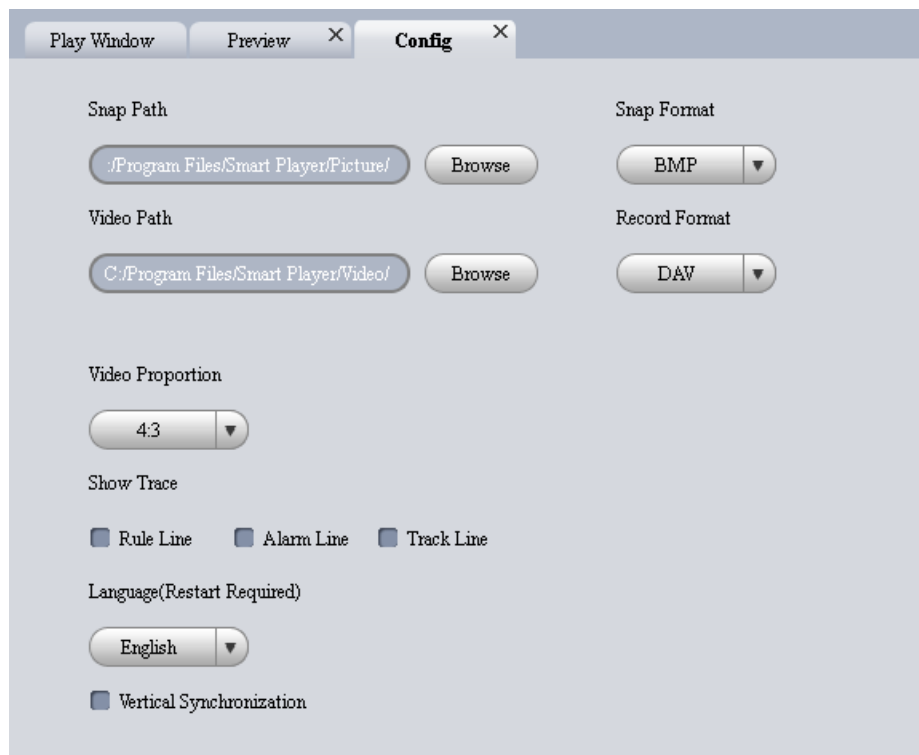 Play Window Preview Config
Snap Path Snap Format
:/Program Files/Smart Player/Picture/ Browse BMP
Video Path Record Format
C:/Program Files/Smart Player/Video/ Browse DAV
Video Proportion
4:3
Show Trace
Rule Line Alarm Line Track Line
Language(Restart Required)
English
Vertical Synchronization